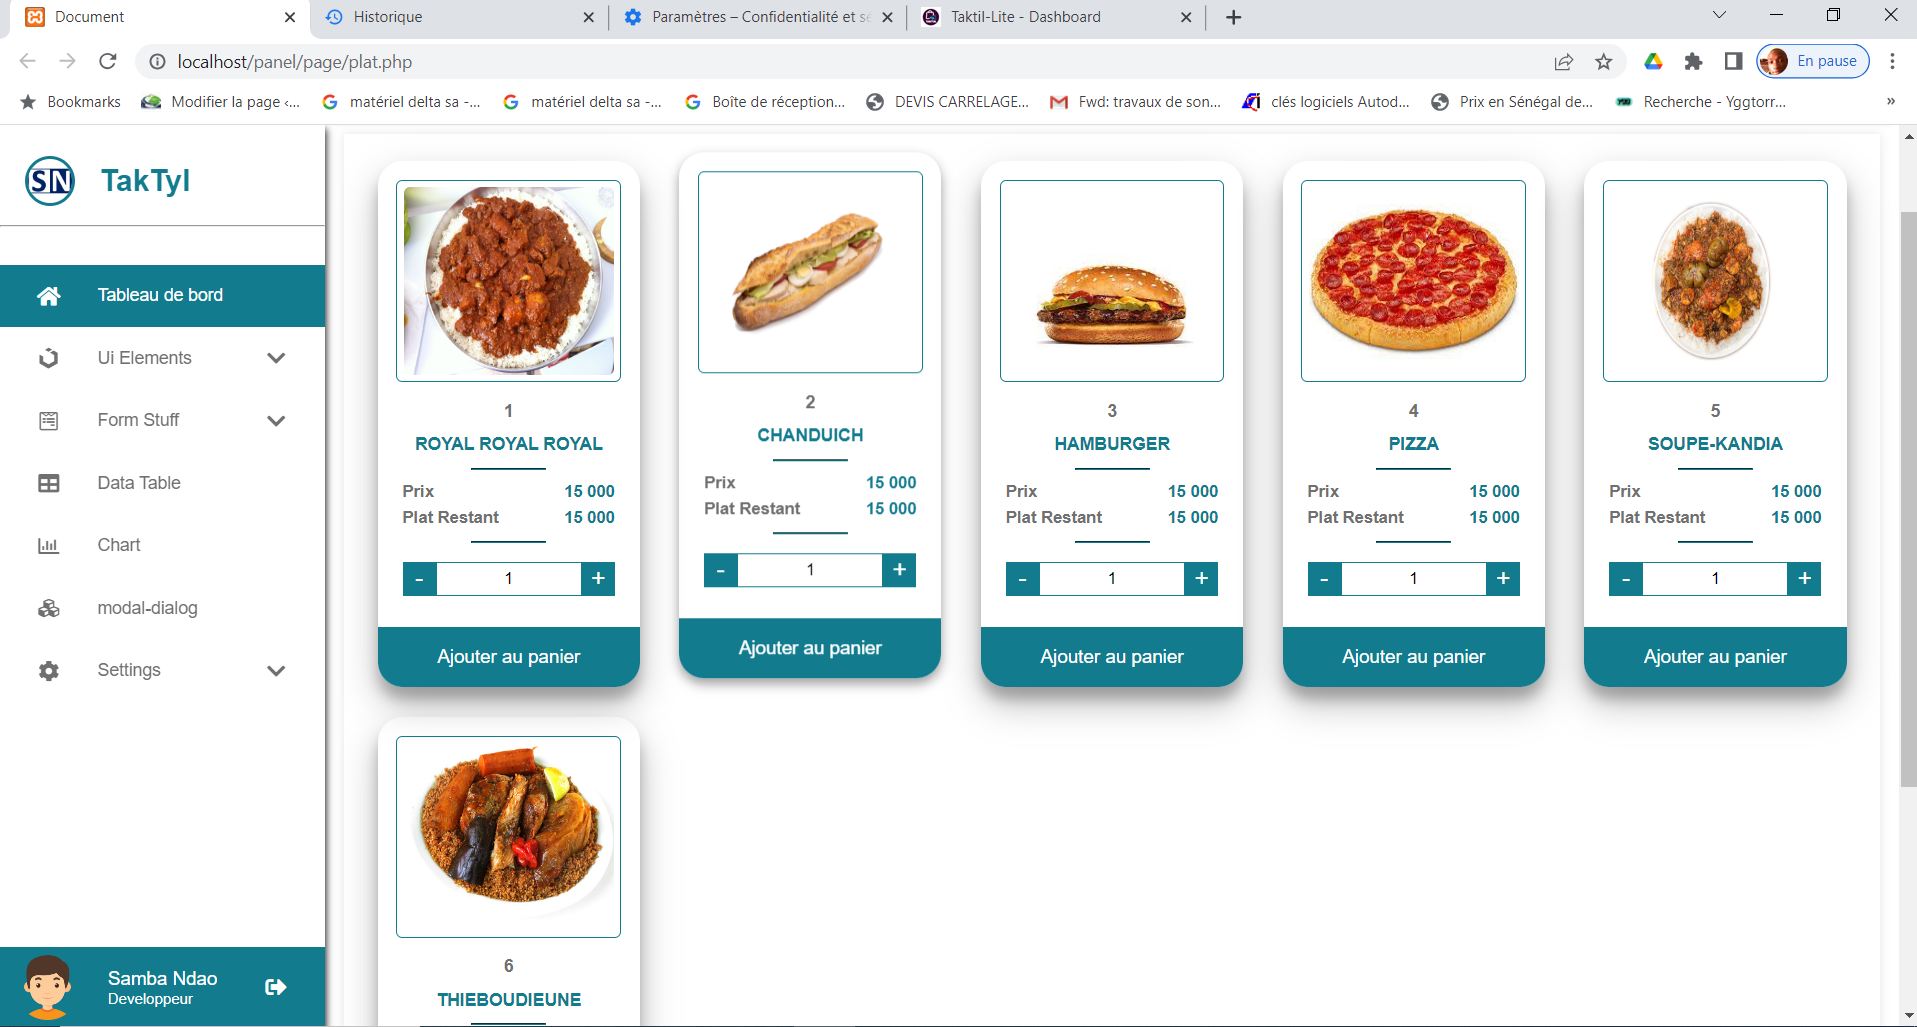 Document
Historique
Paramètres – Confidentialité et sé
Taktil-Lite - Dashboard
localhost/panel/page/plat.php
En pause
Bookmarks
Modifier la page ‹...
matériel delta sa -...
matériel delta sa -...
Boîte de réception...
DEVIS CARRELAGE...
Fwd: travaux de son...
clés logiciels Autod...
Prix en Sénégal de...
Recherche - Yggtorr...
»
SN
TakTyl
Tableau de bord
Ui Elements
Form Stuff
Data Table
Chart
modal-dialog
Settings
Samba Ndao
Developpeur
1
ROYAL ROYAL ROYAL
Prix 15 000
Plat Restant 15 000
- 1 +
Ajouter au panier
2
CHANDUICH
Prix 15 000
Plat Restant 15 000
- 1 +
Ajouter au panier
3
HAMBURGER
Prix 15 000
Plat Restant 15 000
- 1 +
Ajouter au panier
4
PIZZA
Prix 15 000
Plat Restant 15 000
- 1 +
Ajouter au panier
5
SOUPE-KANDIA
Prix 15 000
Plat Restant 15 000
- 1 +
Ajouter au panier
6
THIEBOUDIEUNE